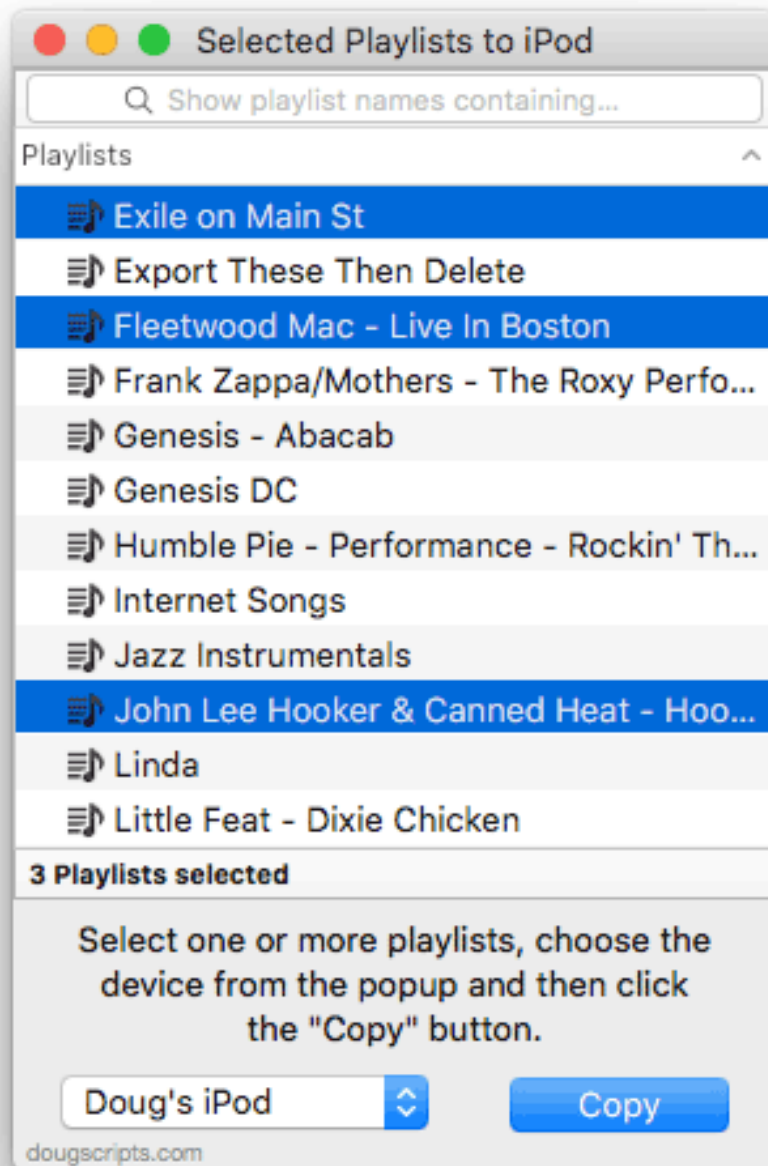 Selected Playlists to iPod
Show playlist names containing...
Playlists
Exile on Main St
Export These Then Delete
Fleetwood Mac - Live In Boston
Frank Zappa/Mothers - The Roxy Perfo...
Genesis - Abacab
Genesis DC
Humble Pie - Performance - Rockin' Th...
Internet Songs
Jazz Instrumentals
John Lee Hooker & Canned Heat - Hoo...
Linda
Little Feat - Dixie Chicken
3 Playlists selected
Select one or more playlists, choose the
device from the popup and then click
the "Copy" button.
Doug's iPod
Copy
dougscripts.com